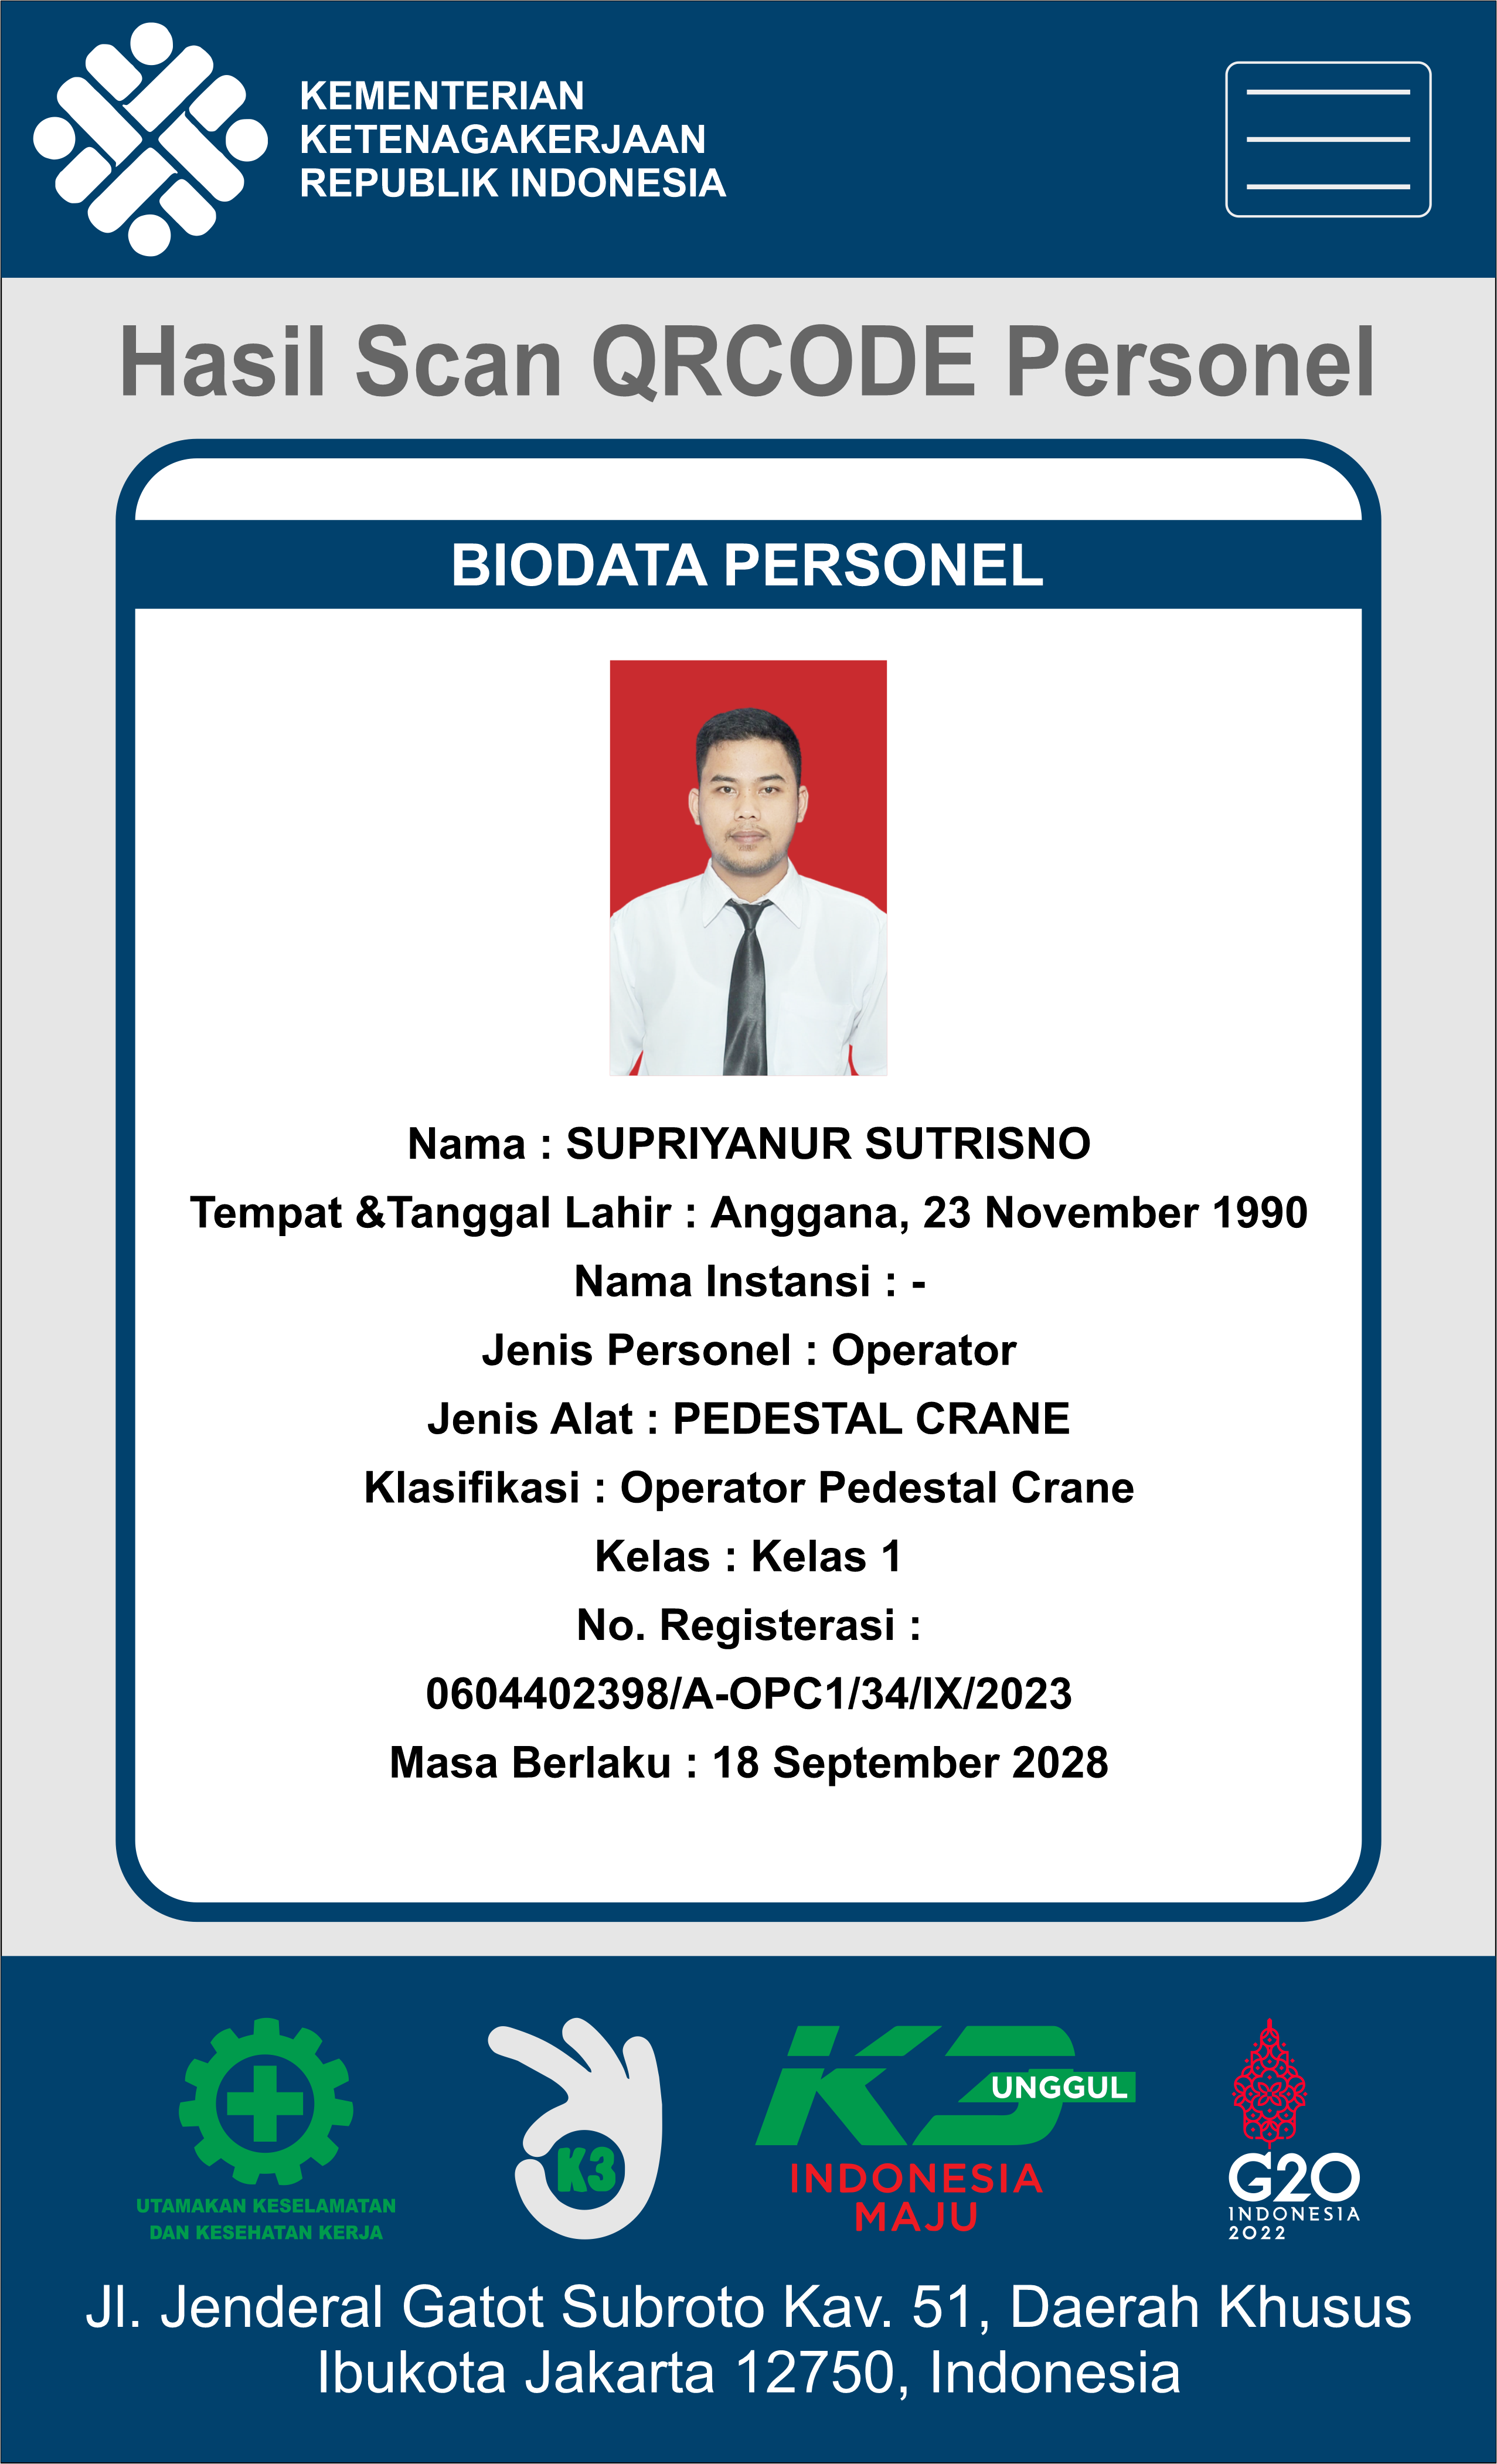 KEMENTERIAN
KETENAGAKERJAAN
REPUBLIK INDONESIA
Hasil Scan QRCODE Personel
BIODATA PERSONEL
Nama : SUPRIYANUR SUTRISNO
Tempat &Tanggal Lahir : Anggana, 23 November 1990
Nama Instansi : -
Jenis Personel : Operator
Jenis Alat : PEDESTAL CRANE
Klasifikasi : Operator Pedestal Crane
Kelas : Kelas 1
No. Registerasi :
0604402398/A-OPC1/34/IX/2023
Masa Berlaku : 18 September 2028
UTAMAKAN KESELAMATAN
DAN KESEHATAN KERJA
K3
K3
UNGGUL
INDONESIA
MAJU
G20
INDONESIA
2022
Jl. Jenderal Gatot Subroto Kav. 51, Daerah Khusus
Ibukota Jakarta 12750, Indonesia